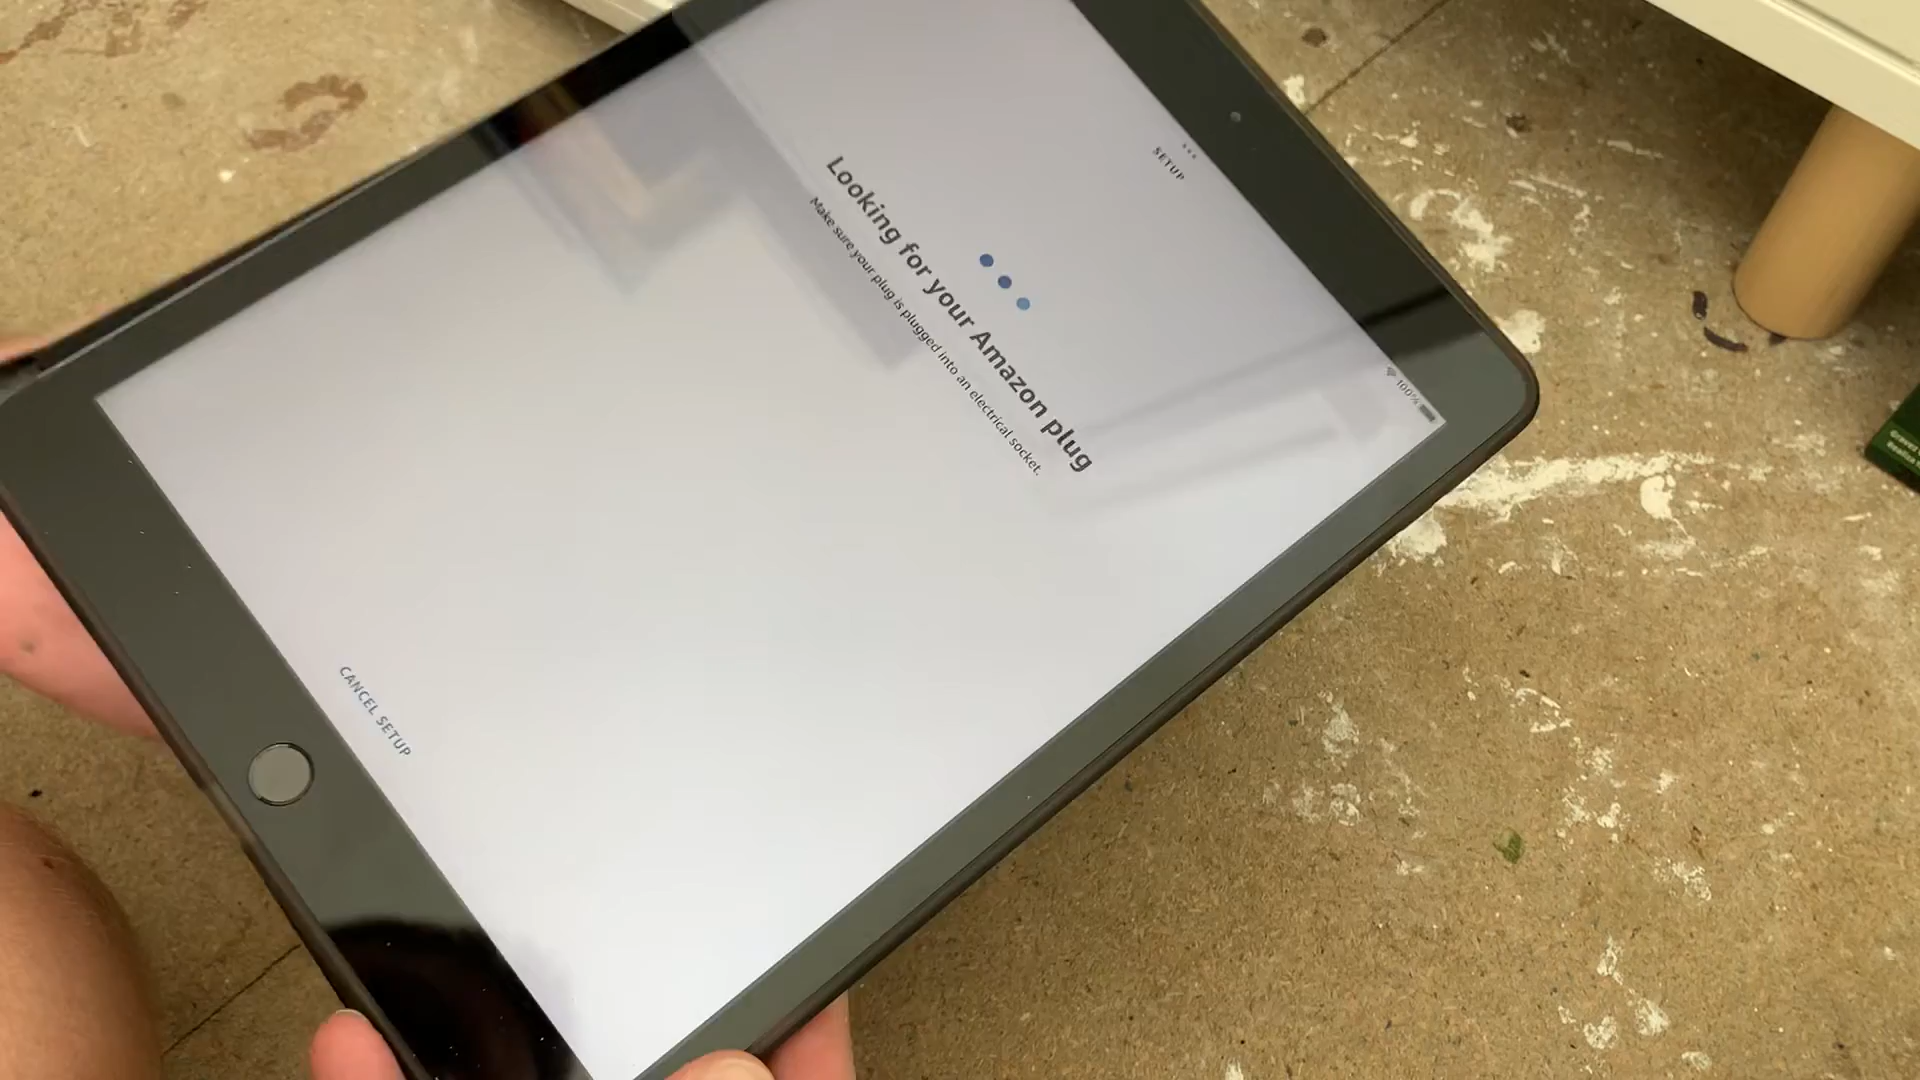 100%
SETUP
Looking for your Amazon plug
Make sure your plug is plugged into an electrical socket.
CANCEL SETUP